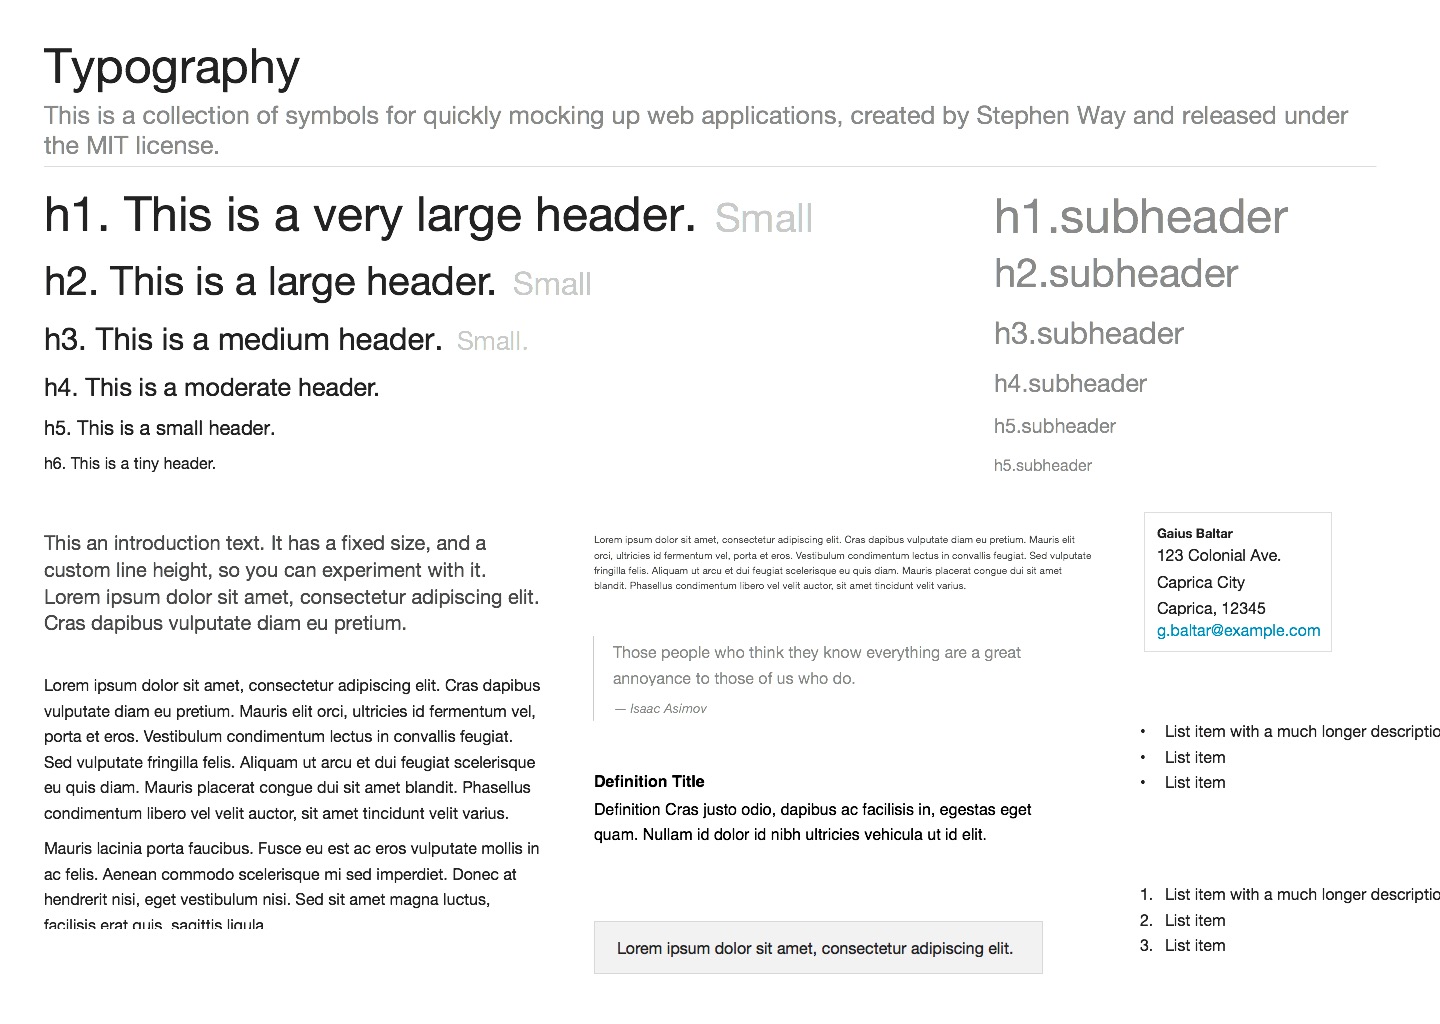 Typography
This is a collection of symbols for quickly mocking up web applications, created by Stephen Way and released under
the MIT license.
h1. This is a very large header. Small
h2. This is a large header. Small
h3. This is a medium header. Small.
h4. This is a moderate header.
h5. This is a small header.
h6. This is a tiny header.
h1.subheader
h2.subheader
h3.subheader
h4.subheader
h5.subheader
h5.subheader
This an introduction text. It has a fixed size, and a
custom line height, so you can experiment with it.
Lorem ipsum dolor sit amet, consectetur adipiscing elit.
Cras dapibus vulputate diam eu pretium.
Lorem ipsum dolor sit amet, consectetur adipiscing elit. Cras dapibus
vulputate diam eu pretium. Mauris elit orci, ultricies id fermentum vel,
porta et eros. Vestibulum condimentum lectus in convallis feugiat.
Sed vulputate fringilla felis. Aliquam ut arcu et dui feugiat scelerisque
eu quis diam. Mauris placerat congue dui sit amet blandit. Phasellus
condimentum libero vel velit auctor, sit amet tincidunt velit varius.
Mauris lacinia porta faucibus. Fusce eu est ac eros vulputate mollis in
ac felis. Aenean commodo scelerisque mi sed imperdiet. Donec at
hendrerit nisi, eget vestibulum nisi. Sed sit amet magna luctus,
facilisis erat quis, sagittis ligula
Lorem ipsum dolor sit amet, consectetur adipiscing elit. Cras dapibus vulputate diam eu pretium. Mauris elit
orci, ultricies id fermentum vel, porta et eros. Vestibulum condimentum lectus in convallis feugiat. Sed vulputate
fringilla felis. Aliquam ut arcu et dui feugiat scelerisque eu quis diam. Mauris placerat congue dui sit amet
blandit. Phasellus condimentum libero vel velit auctor, sit amet tincidunt velit varius.
Those people who think they know everything are a great
annoyance to those of us who do.
— Isaac Asimov
Definition Title
Definition Cras justo odio, dapibus ac facilisis in, egestas eget
quam. Nullam id dolor id nibh ultricies vehicula ut id elit.
Lorem ipsum dolor sit amet, consectetur adipiscing elit.
Gaius Baltar
123 Colonial Ave.
Caprica City
Caprica, 12345
g.baltar@example.com
• List item with a much longer descriptio
• List item
• List item
1. List item with a much longer descriptio
2. List item
3. List item